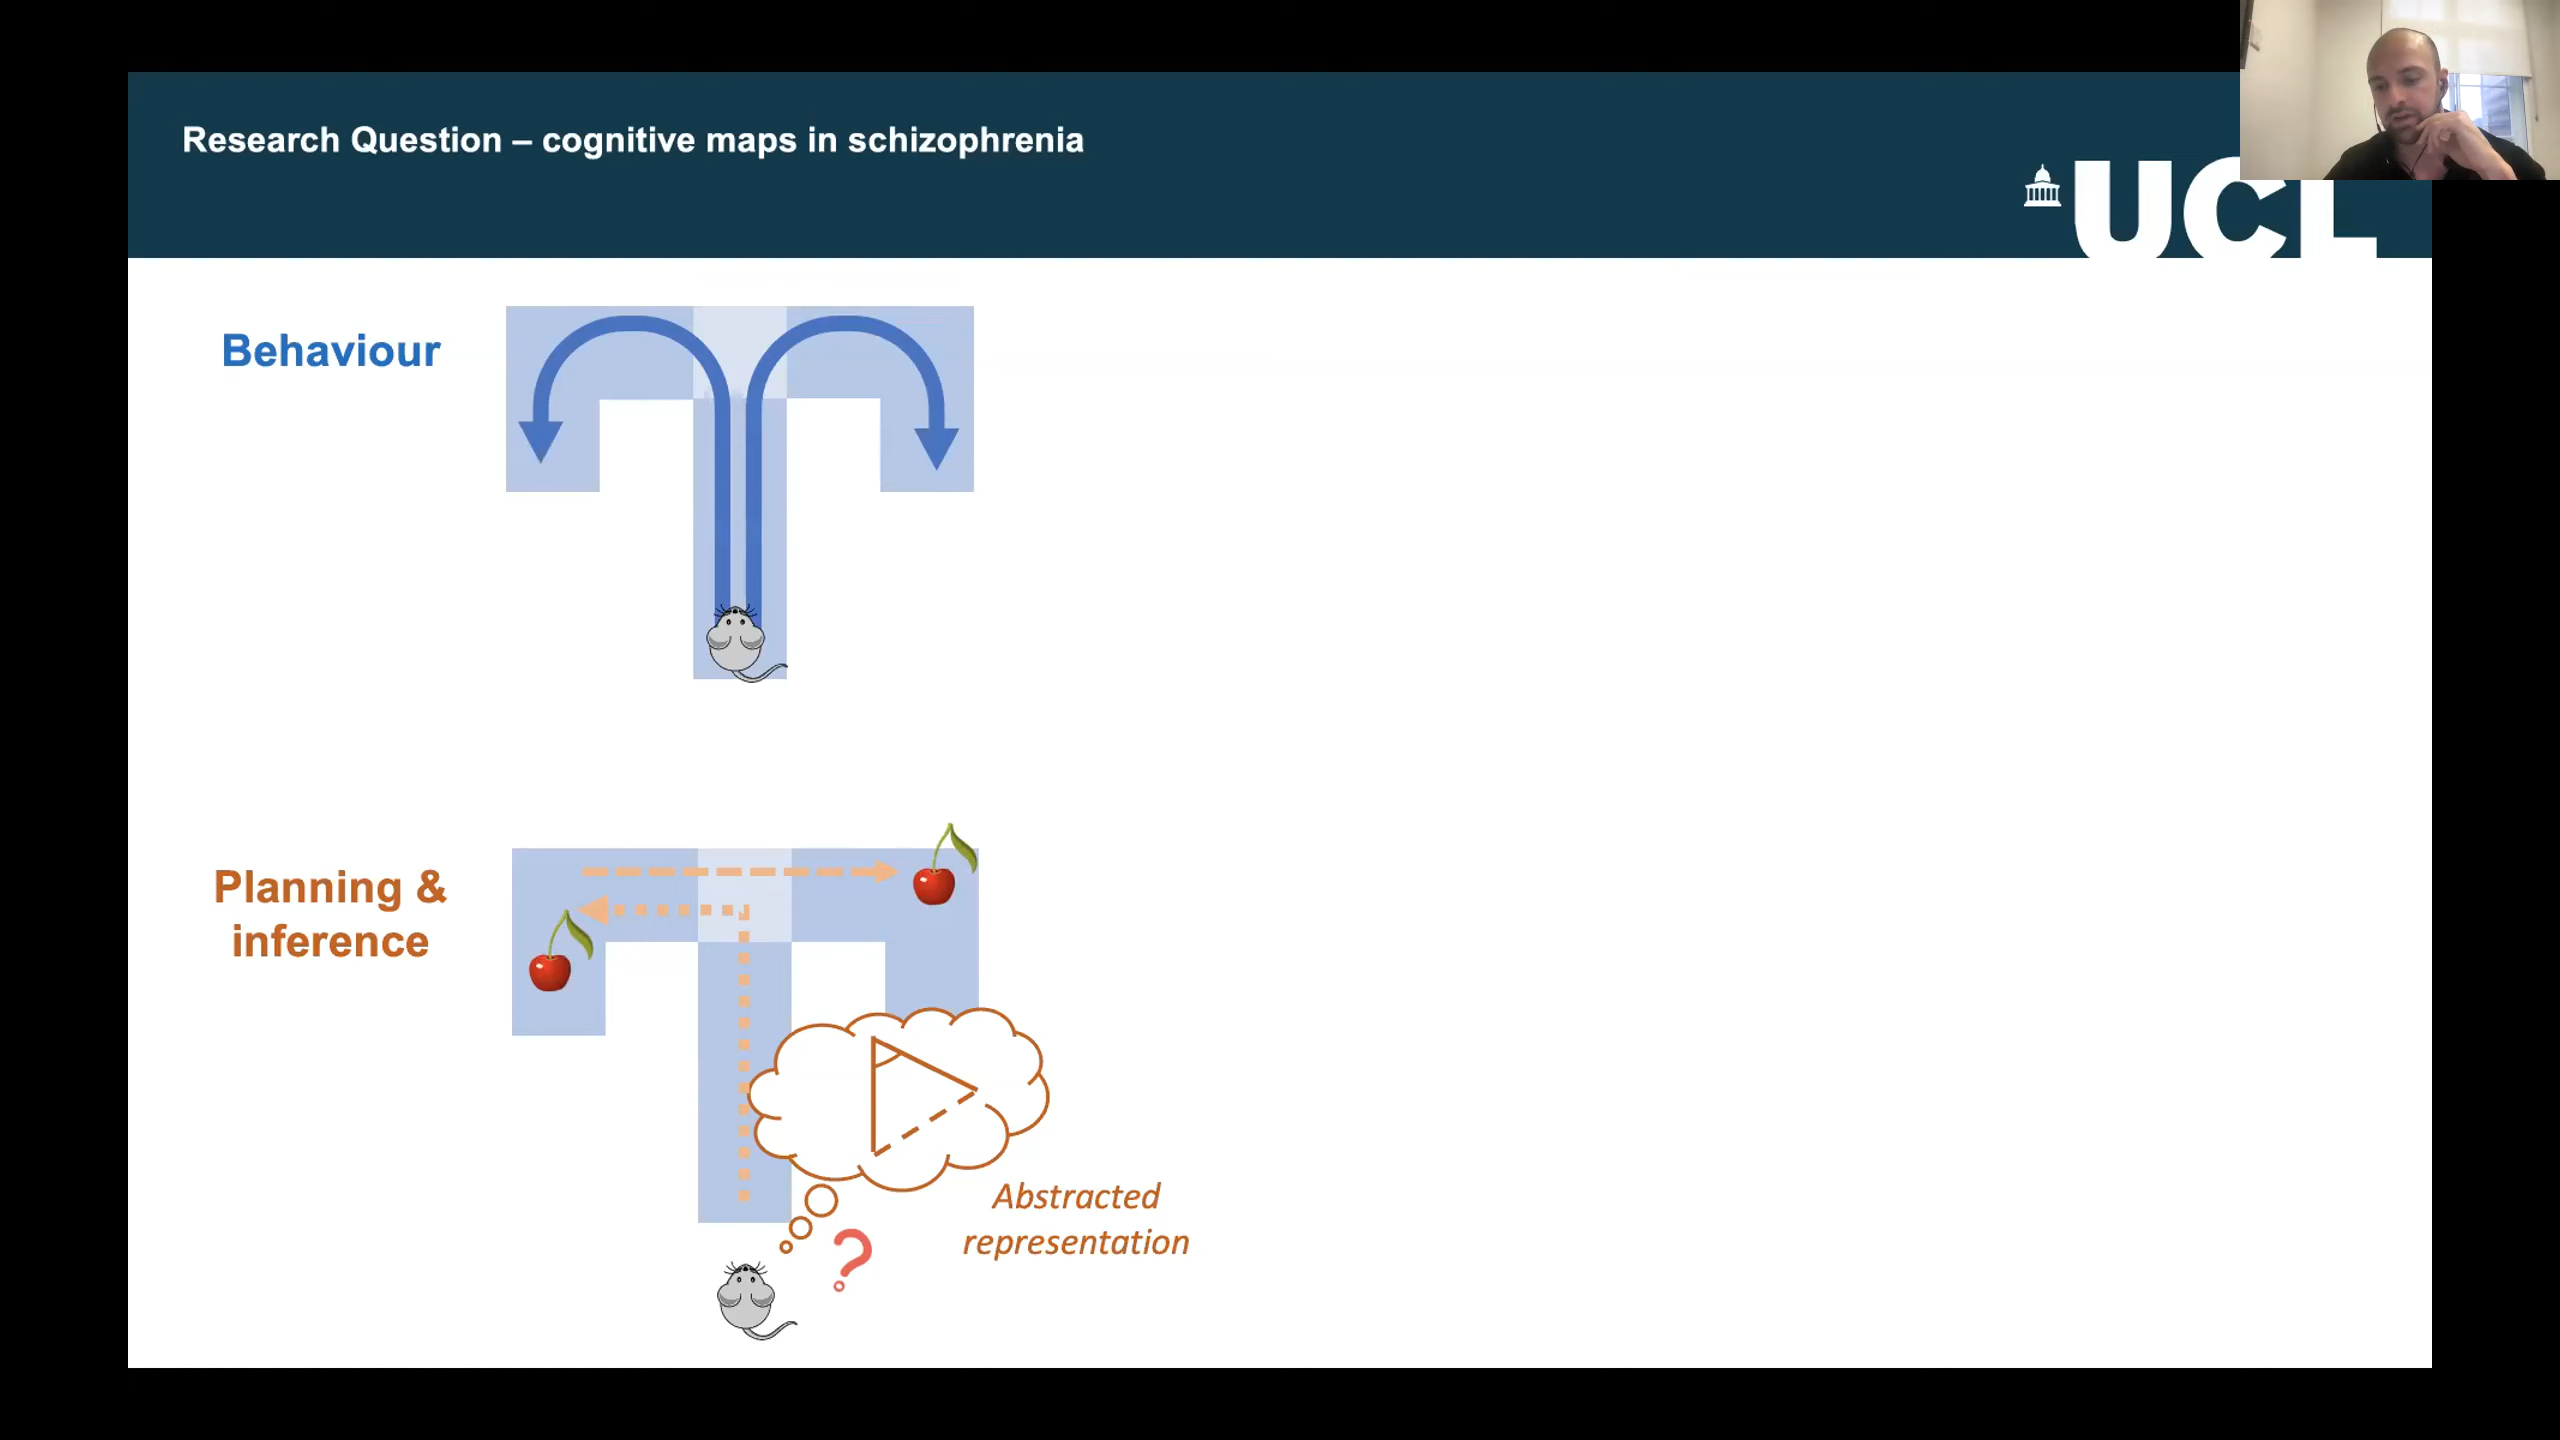 Research Question – cognitive maps in schizophrenia
UCL
Behaviour
Planning &
inference
Abstracted
representation
?